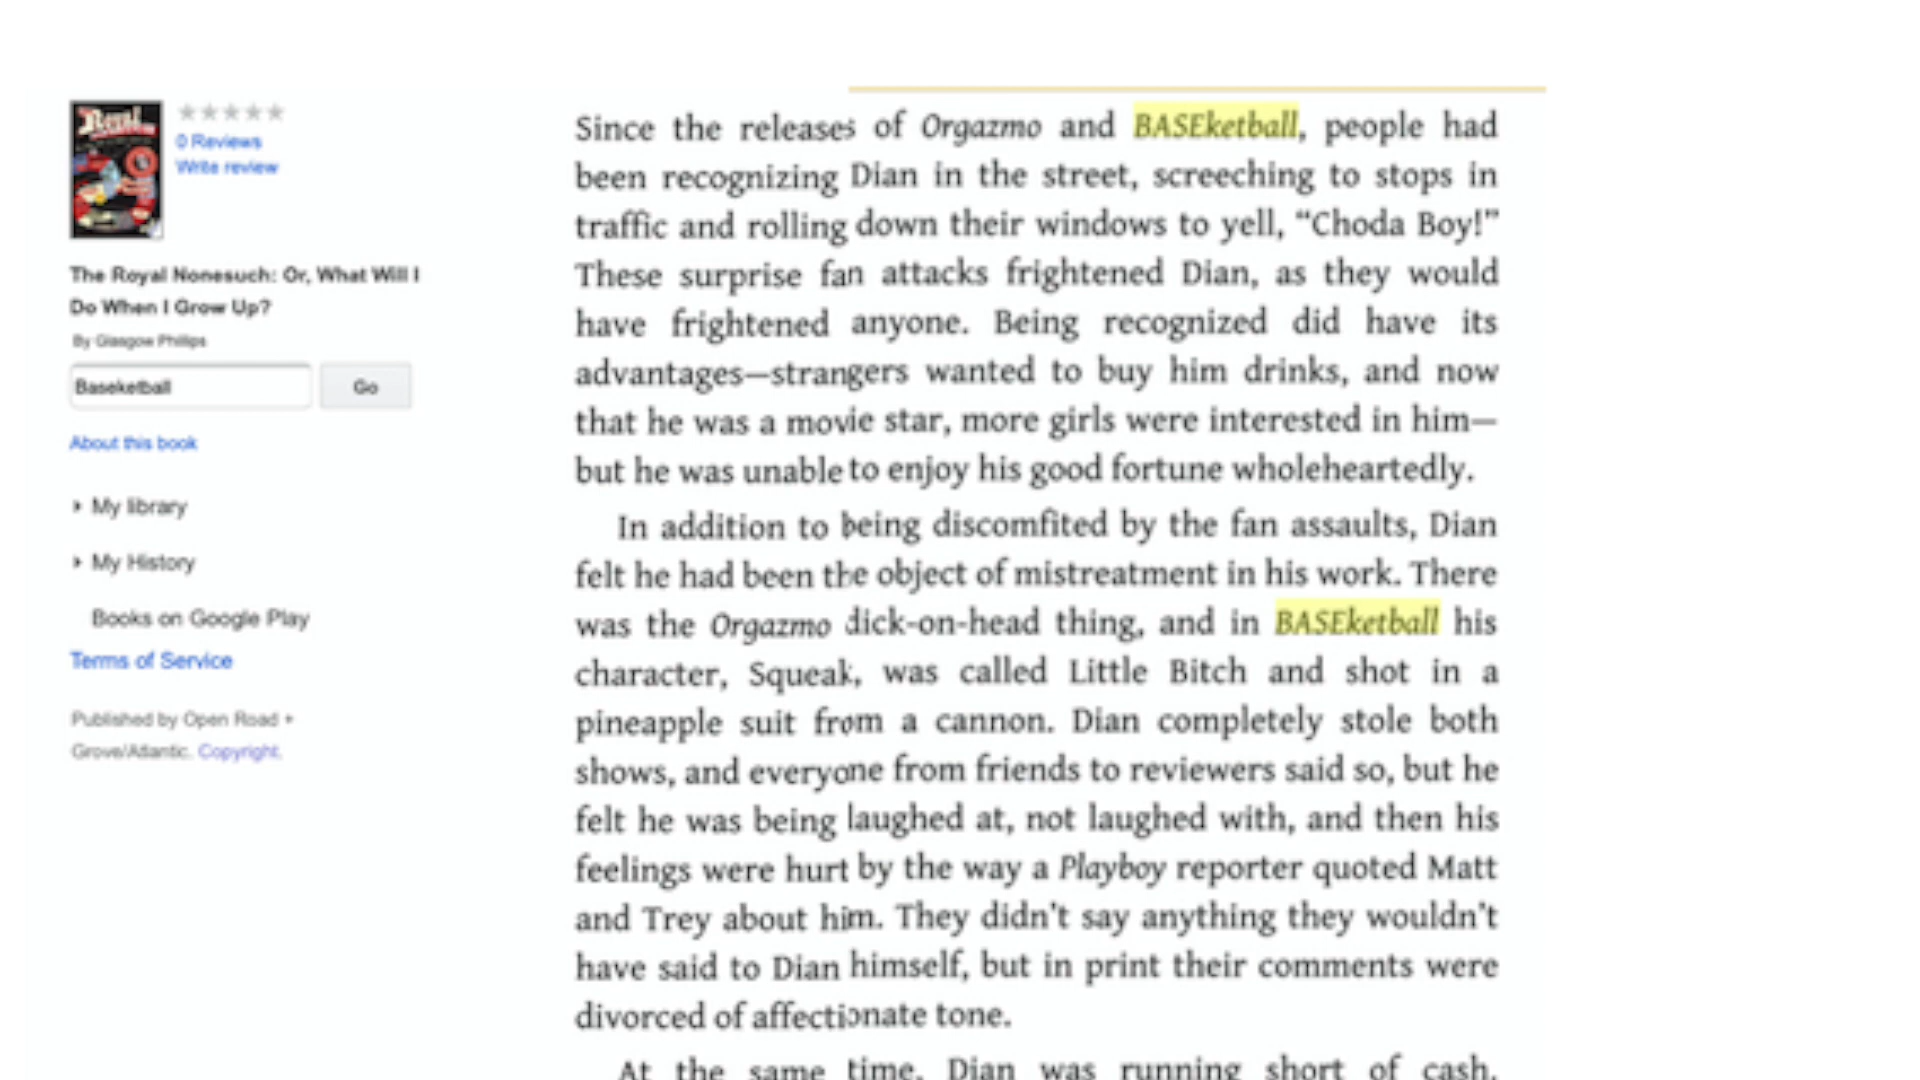 Royal
0 Reviews
Write review
The Royal Nonesuch: Or, What Will I
Do When I Grow Up?
By Glasgow Phillips
Baseketball
Go
About this book
My library
My History
Books on Google Play
Terms of Service
Published by Open Road +
Grove/Atlantic. Copyright.
Since the releases of Orgazmo and BASEketball, people had
been recognizing Dian in the street, screeching to stops in
traffic and rolling down their windows to yell, “Choda Boy!”
These surprise fan attacks frightened Dian, as they would
have frightened anyone. Being recognized did have its
advantages—strangers wanted to buy him drinks, and now
that he was a movie star, more girls were interested in him—
but he was unable to enjoy his good fortune wholeheartedly.
In addition to being discomfited by the fan assaults, Dian
felt he had been the object of mistreatment in his work. There
was the Orgazmo dick-on-head thing, and in BASEketball his
character, Squeak, was called Little Bitch and shot in a
pineapple suit from a cannon. Dian completely stole both
shows, and everyone from friends to reviewers said so, but he
felt he was being laughed at, not laughed with, and then his
feelings were hurt by the way a Playboy reporter quoted Matt
and Trey about him. They didn’t say anything they wouldn’t
have said to Dian himself, but in print their comments were
divorced of affectionate tone.
At the same time, Dian was running short of cash.